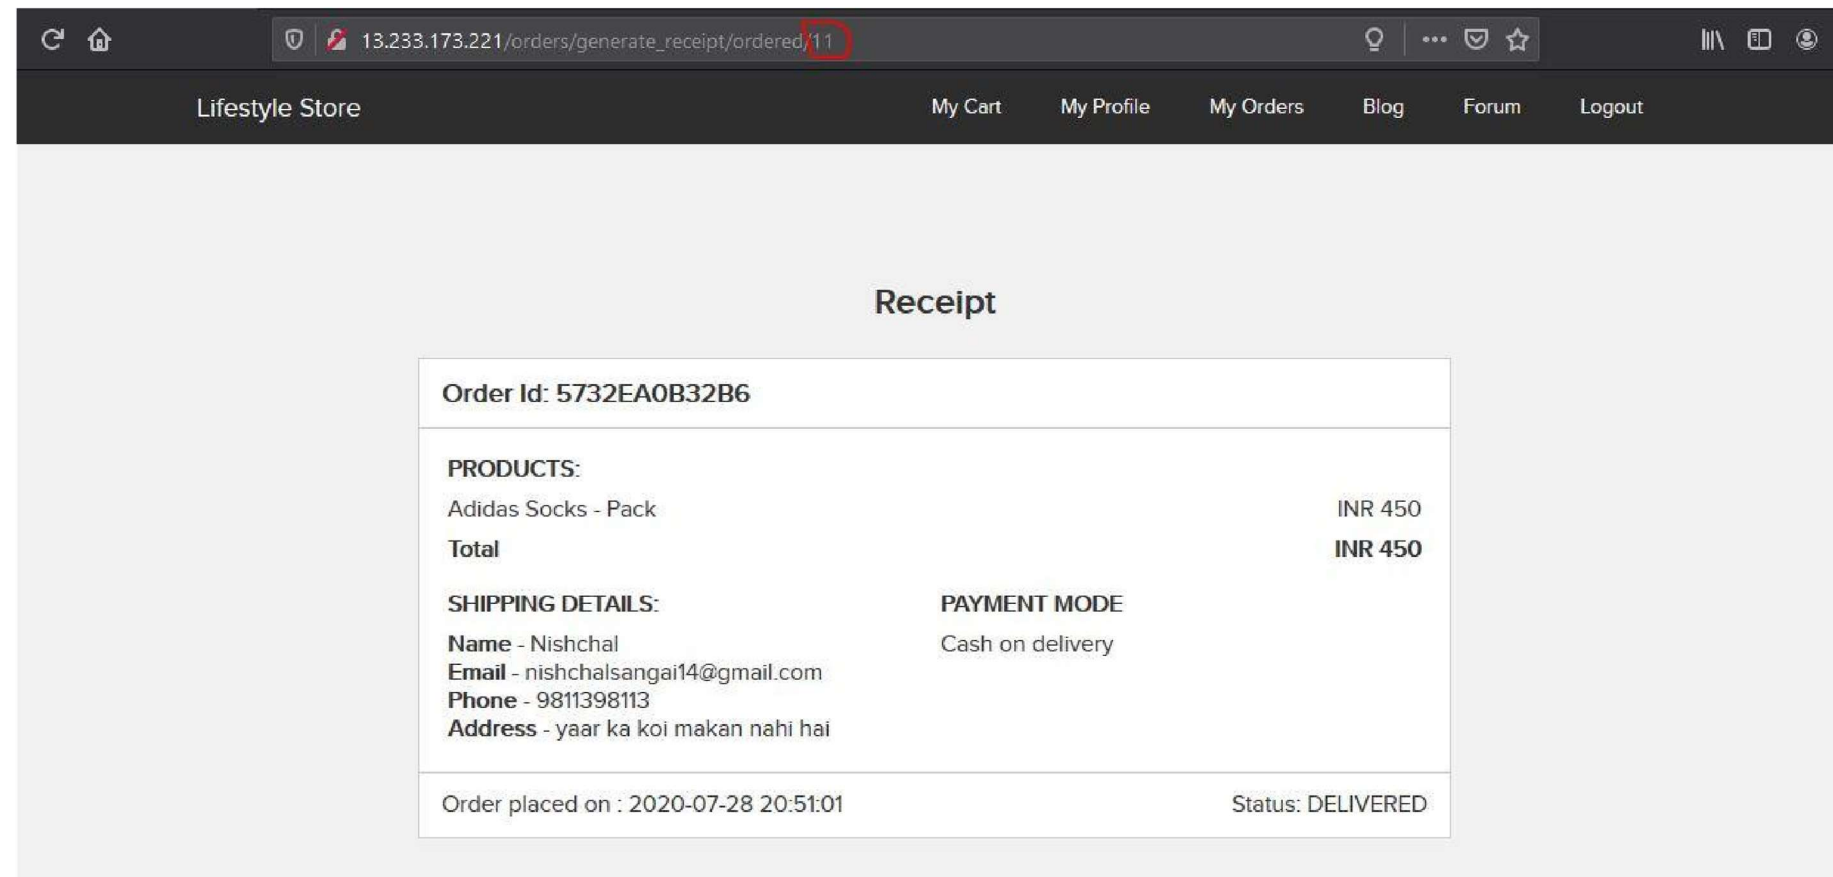 13.233.173.221/orders/generate_receipt/ordered/11
Lifestyle Store My Cart My Profile My Orders Blog Forum Logout
Receipt
Order Id: 5732EA0B32B6
PRODUCTS:
Adidas Socks - Pack INR 450
Total INR 450
SHIPPING DETAILS: PAYMENT MODE
Name - Nishchal Cash on delivery
Email - nishchalsangai14@gmail.com
Phone - 9811398113
Address - yaar ka koi makan nahi hai
Order placed on : 2020-07-28 20:51:01 Status: DELIVERED